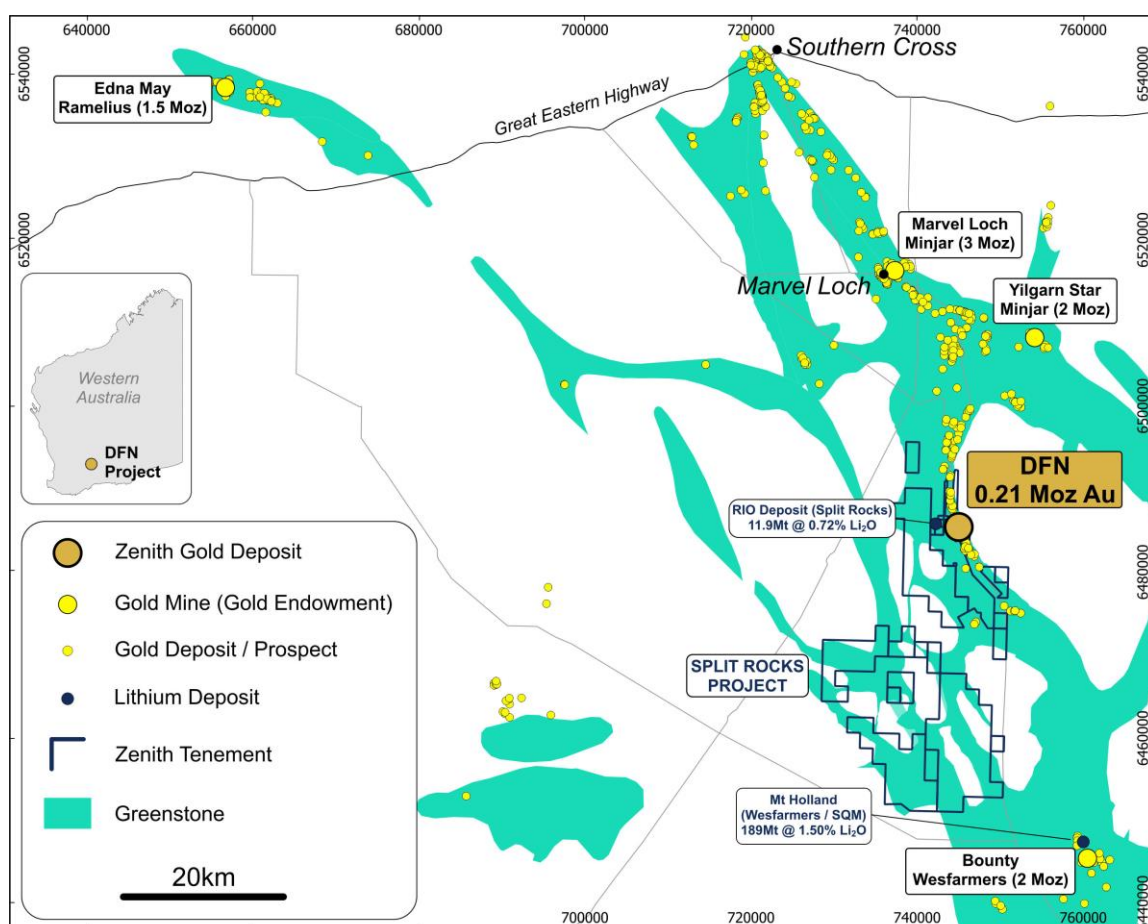 640000
660000
680000
700000
720000
740000
760000
6540000
6540000
Southern Cross
Edna May
Ramelius (1.5 Moz)
Great Eastern Highway
6520000
6520000
Marvel Loch
Minjar (3 Moz)
Marvel Loch
Yilgarn Star
Minjar (2 Moz)
Western
Australia
DFN
Project
6500000
DFN
0.21 Moz Au
RIO Deposit (Split Rocks)
11.9Mt @ 0.72% Li₂O
Zenith Gold Deposit
Gold Mine (Gold Endowment)
Gold Deposit / Prospect
Lithium Deposit
Zenith Tenement
Greenstone
20km
6480000
SPLIT ROCKS
PROJECT
6460000
Mt Holland
(Wesfarmers / SQM)
189Mt @ 1.50% Li₂O
Bounty
Wesfarmers (2 Moz)
6440000
700000
720000
740000
760000